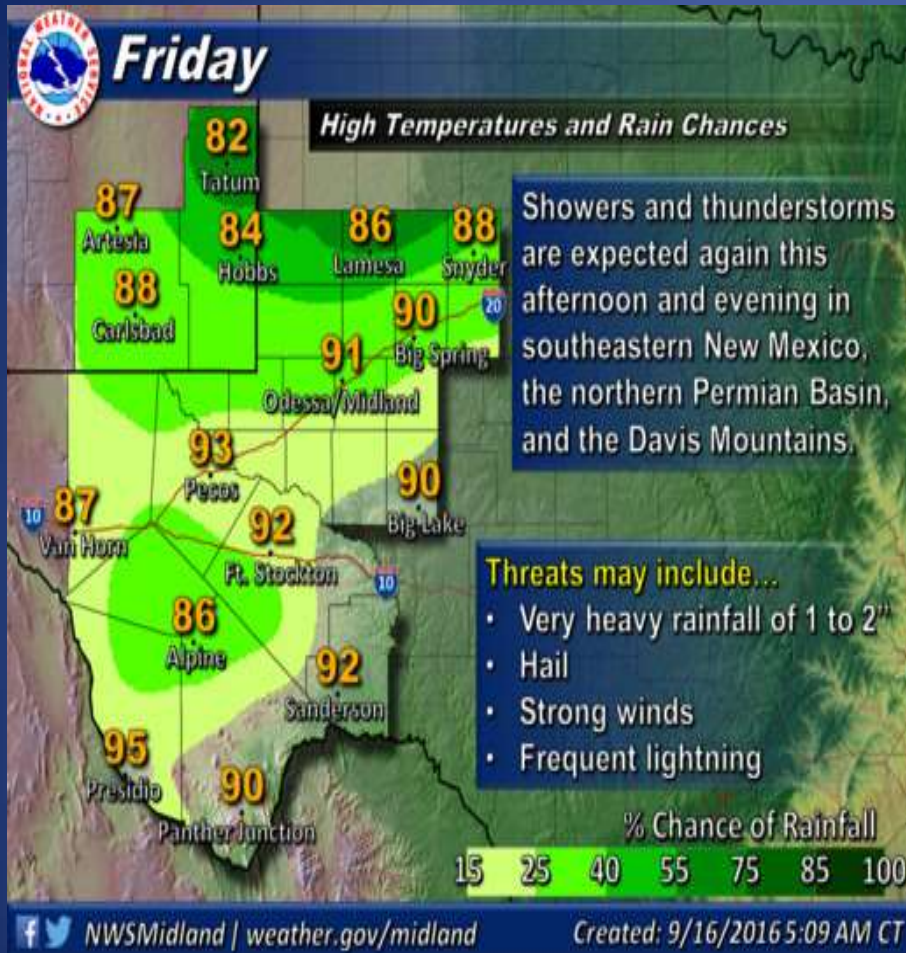 NATIONAL WEATHER SERVICE
Friday
High Temperatures and Rain Chances
82
Tatum
87
Artesia
84
Hobbs
86
Lamesa
88
Snyder
88
Carlsbad
90
Big Spring
20
91
Odessa/Midland
93
Pecos
90
Big Lake
10
87
Van Horn
92
Ft. Stockton
10
86
Alpine
92
Sanderson
95
Presidio
90
Panther Junction
Showers and thunderstorms
are expected again this
afternoon and evening in
southeastern New Mexico,
the northern Permian Basin,
and the Davis Mountains.
Threats may include...
• Very heavy rainfall of 1 to 2"
• Hail
• Strong winds
• Frequent lightning
% Chance of Rainfall
15 25 40 55 75 85 100
NWSMidland | weather.gov/midland
Created: 9/16/2016 5:09 AM CT